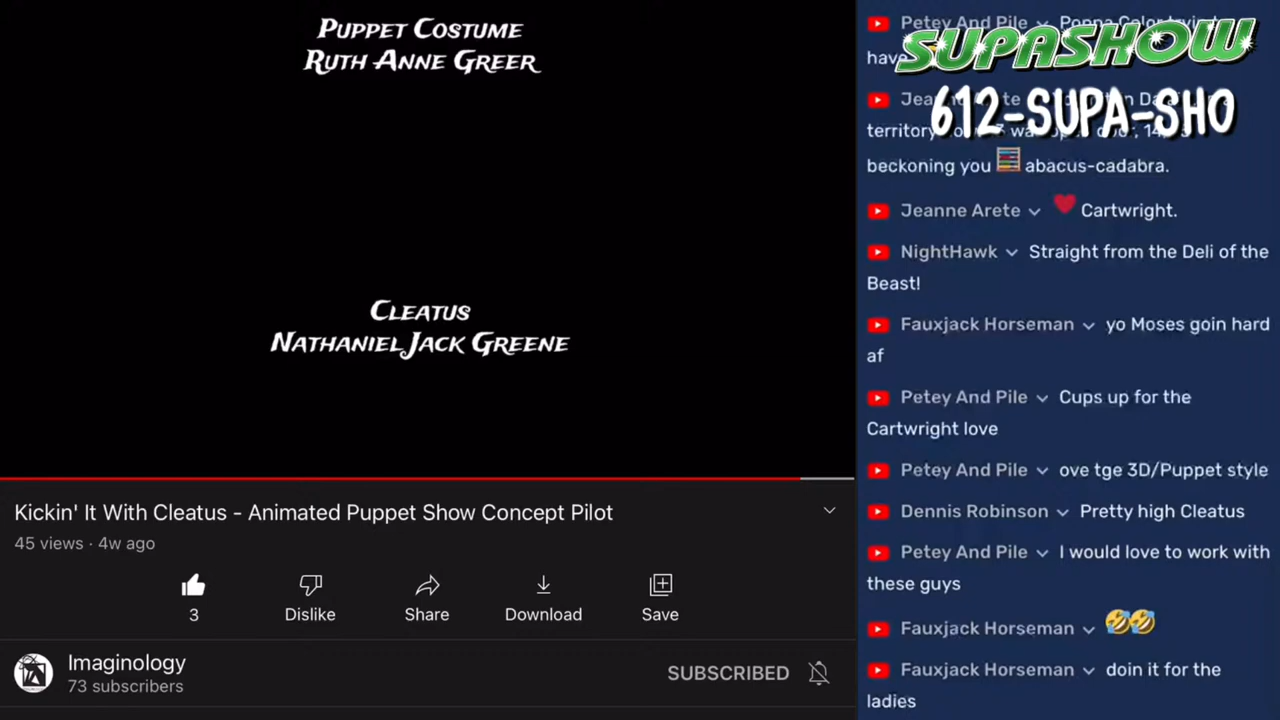 PUPPET COSTUME
RUTH ANNE GREER
CLEATUS
NATHANIEL JACK GREENE
Kickin' It With Cleatus - Animated Puppet Show Concept Pilot
45 views · 4w ago
3
Dislike
Share
Download
Save
Imaginology
73 subscribers
SUBSCRIBED
SUPASHOW
612-SUPA-SHO
Petey And Pile
have
territory
beckoning you 🧮 abacus-cadabra.
Jeanne Arete ❤️ Cartwright.
NightHawk Straight from the Deli of the
Beast!
Fauxjack Horseman yo Moses goin hard
af
Petey And Pile Cups up for the
Cartwright love
Petey And Pile ove tge 3D/Puppet style
Dennis Robinson Pretty high Cleatus
Petey And Pile I would love to work with
these guys
Fauxjack Horseman 🤣🤣
Fauxjack Horseman doin it for the
ladies